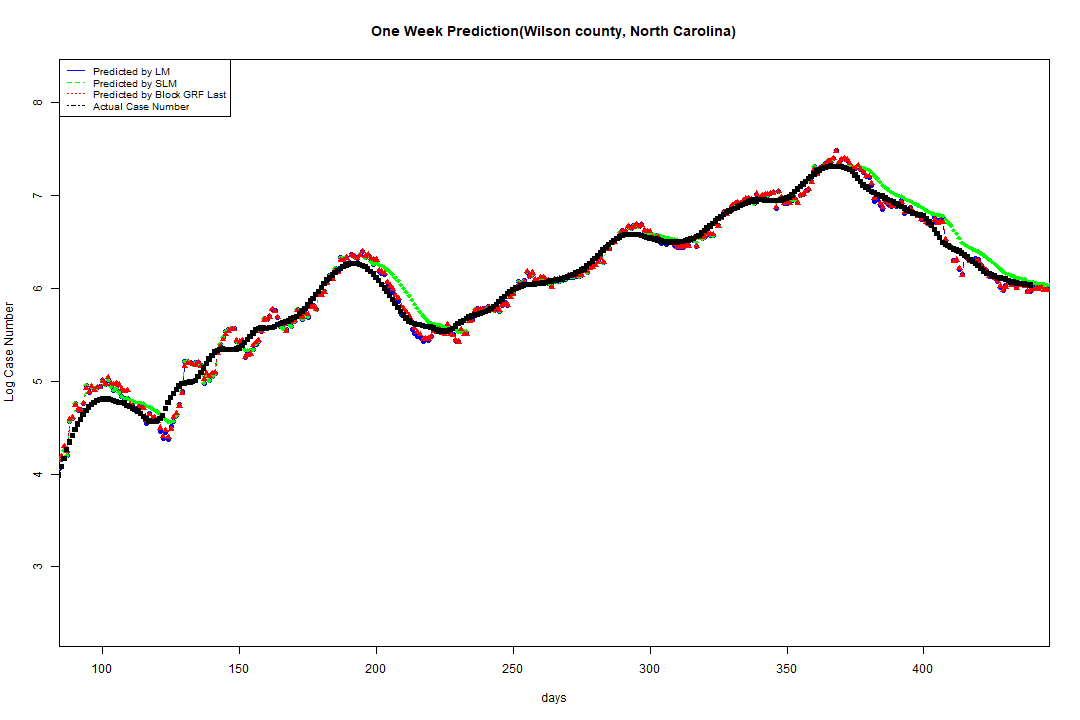 One Week Prediction(Wilson county, North Carolina)
Predicted by LM
Predicted by SLM
Predicted by Block GRF Last
Actual Case Number
8
7
6
5
4
3
Log Case Number
100 150 200 250 300 350 400
days